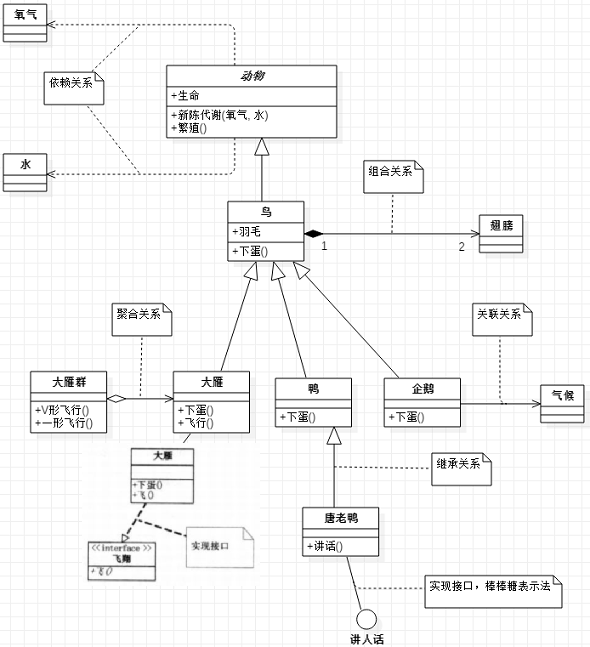 氧气
动物
依赖关系
+生命
+新陈代谢(氧气, 水)
+繁殖()
水
组合关系
鸟
+羽毛
+下蛋()
1
2
翅膀
聚合关系
关联关系
大雁群
+V形飞行()
+一形飞行()
大雁
+下蛋()
+飞行()
鸭
+下蛋()
企鹅
+下蛋()
气候
大雁
+下蛋()
+飞()
继承关系
<<interface >>
飞翔
+飞()
实现接口
唐老鸭
+讲话()
实现接口，棒棒糖表示法
讲人话